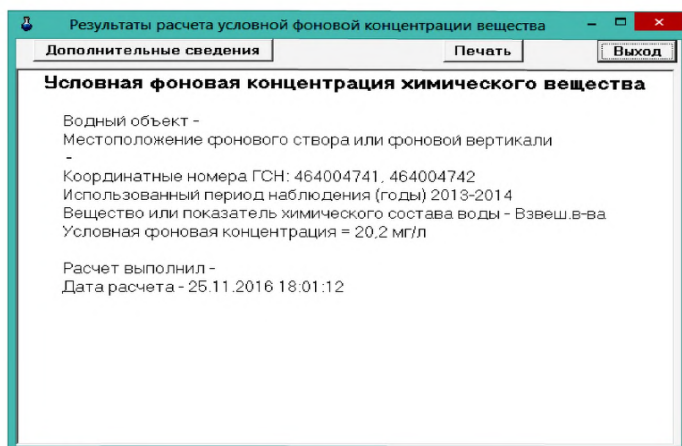 Результаты расчета условной фоновой концентрации вещества
Дополнительные сведения Печать Выход
Условная фоновая концентрация химического вещества
Водный объект -
Местоположение фонового створа или фоновой вертикали
-
Координатные номера ГСН: 464004741, 464004742
Использованный период наблюдения (годы) 2013-2014
Вещество или показатель химического состава воды - Взвеш.в-ва
Условная фоновая концентрация = 20,2 мг/л
Расчет выполнил -
Дата расчета - 25.11.2016 18:01:12